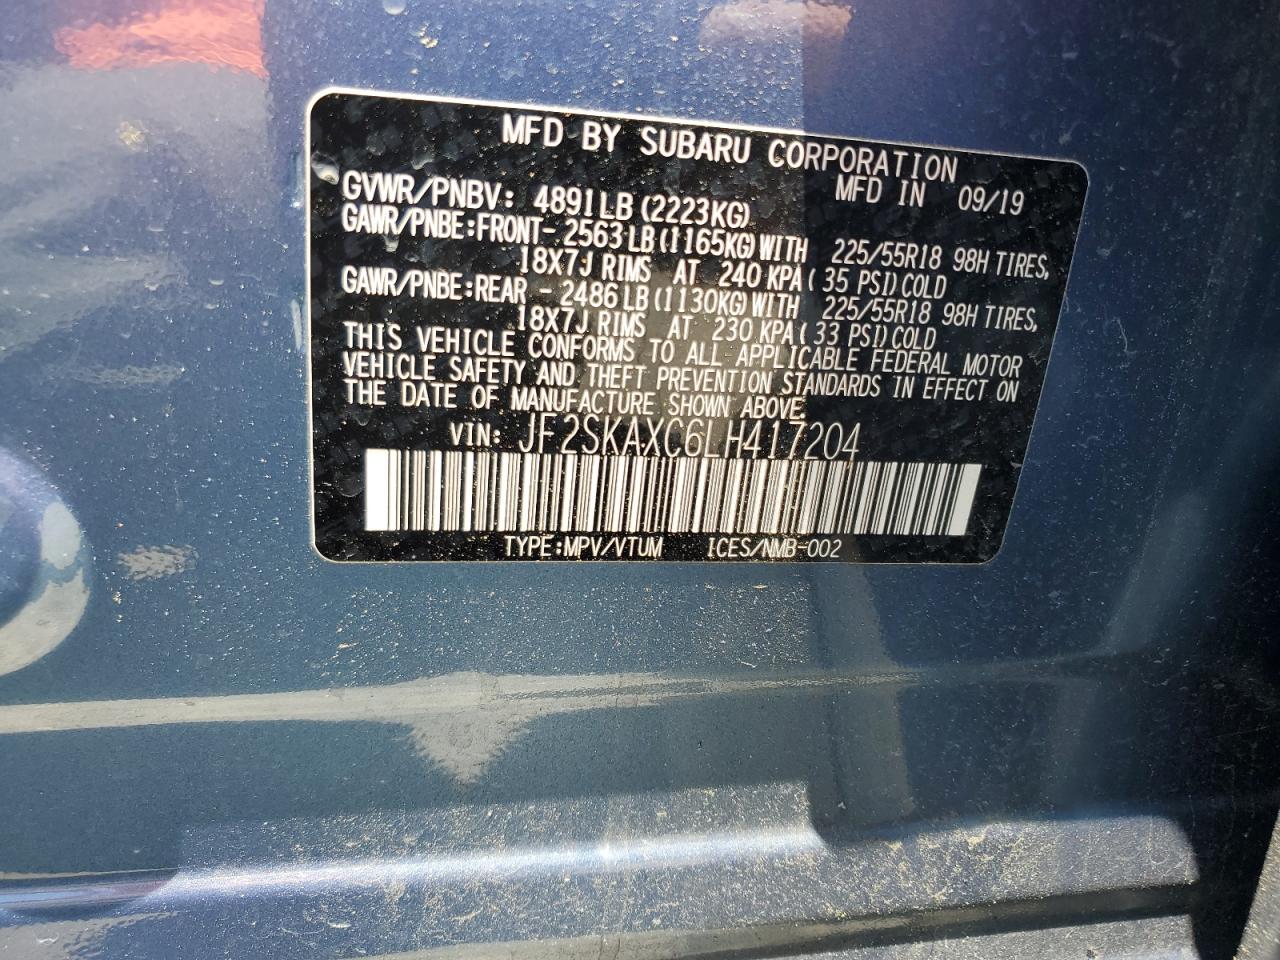 MFD BY SUBARU CORPORATION
MFD IN 09/19
GVWR/PNBV: 4891LB (2223KG)
GAWR/PNBE:FRONT- 2563 LB (1165KG) WITH 225/55R18 98H TIRES,
18X7J RIMS AT 240 KPA ( 35 PSI) COLD
GAWR/PNBE:REAR - 2486 LB (1130KG) WITH 225/55R18 98H TIRES,
18X7J RIMS AT 230 KPA ( 33 PSI) COLD
THIS VEHICLE CONFORMS TO ALL APPLICABLE FEDERAL MOTOR
VEHICLE SAFETY AND THEFT PREVENTION STANDARDS IN EFFECT ON
THE DATE OF MANUFACTURE SHOWN ABOVE.
VIN: JF2SKAXC6LH417204
TYPE:MPV/VTUM ICES/NMB-002